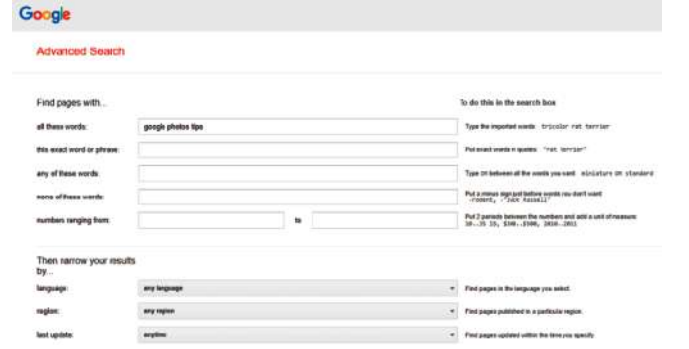 Google
Advanced Search
Find pages with...
To do this in the search box
all these words:
google photos tips
Type the important words: tricolor rat terrier
this exact word or phrase:
Put exact words in quotes: "rat terrier"
any of these words:
Type OR between all the words you want: miniature OR standard
none of these words:
Put a minus sign just before words you don't want:
-rodent, -"Jack Russell"
numbers ranging from:
to
Put 2 periods between the numbers and add a unit of measure:
10..35 lb, $300..$500, 2010..2011
Then narrow your results
by...
language:
any language
Find pages in the language you select.
region:
any region
Find pages published in a particular region.
last update:
anytime
Find pages updated within the time you specify.